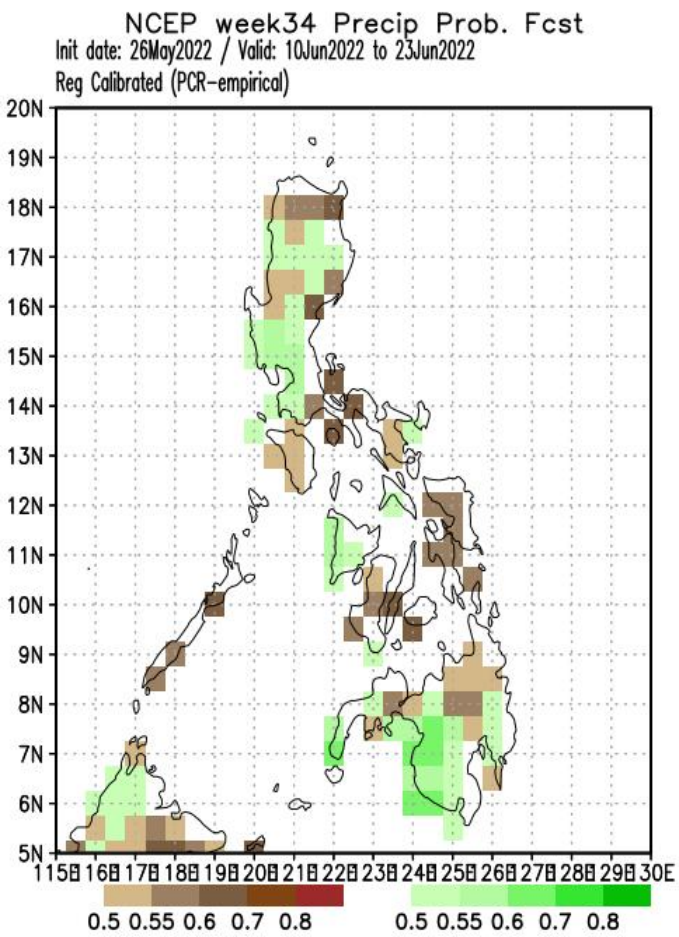 NCEP week34 Precip Prob. Fcst
Init date: 26May2022 / Valid: 10Jun2022 to 23Jun2022
Reg Calibrated (PCR-empirical)
20N
19N
18N
17N
16N
15N
14N
13N
12N
11N
10N
9N
8N
7N
6N
5N
115E 116E 117E 118E 119E 120E 121E 122E 123E 124E 125E 126E 127E 128E 129E 130E
0.5 0.55 0.6 0.7 0.8 0.5 0.55 0.6 0.7 0.8